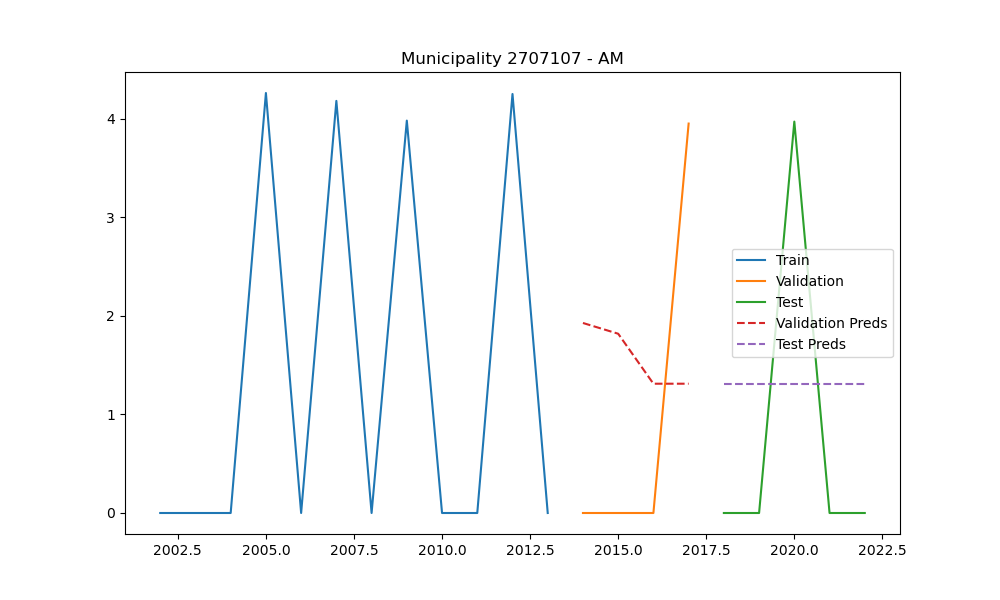 Municipality 2707107 - AM
4
3
2
1
0
Train
Validation
Test
Validation Preds
Test Preds
2002.5 2005.0 2007.5 2010.0 2012.5 2015.0 2017.5 2020.0 2022.5